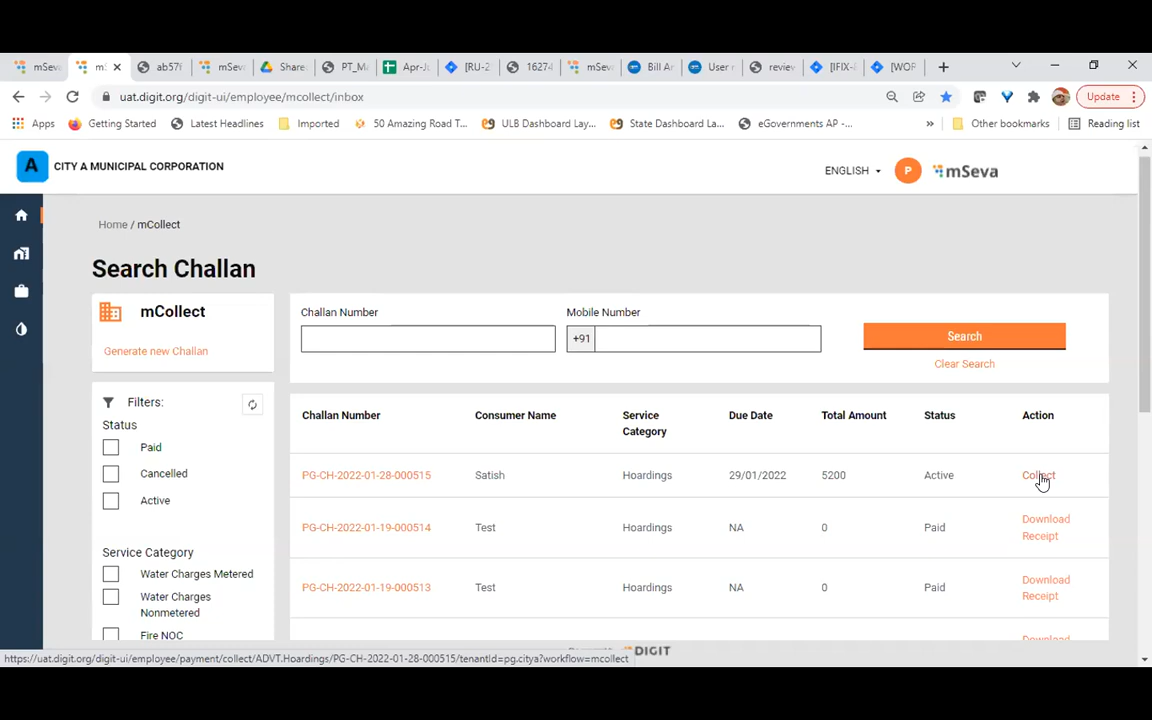 mSeva
m:
ab57f
mSeva
Share
PT_M
Apr-J
[RU-2
16274
mSeva
Bill A
User r
review
[IFIX-
[WOF
uat.digit.org/digit-ui/employee/mcollect/inbox
Update
Apps
Getting Started
Latest Headlines
Imported
50 Amazing Road T...
ULB Dashboard Lay...
State Dashboard La...
eGovernments AP -...
»
Other bookmarks
Reading list
A
CITY A MUNICIPAL CORPORATION
ENGLISH
P
mSeva
Home / mCollect
Search Challan
mCollect
Generate new Challan
Challan Number
Mobile Number
+91
Search
Clear Search
Filters:
Status
Paid
Cancelled
Active
Service Category
Water Charges Metered
Water Charges
Nonmetered
Fire NOC
Challan Number Consumer Name Service Category Due Date Total Amount Status Action
PG-CH-2022-01-28-000515 Satish Hoardings 29/01/2022 5200 Active Collect
PG-CH-2022-01-19-000514 Test Hoardings NA 0 Paid Download Receipt
PG-CH-2022-01-19-000513 Test Hoardings NA 0 Paid Download Receipt
Download
https://uat.digit.org/digit-ui/employee/payment/collect/ADVT.Hoardings/PG-CH-2022-01-28-000515/tenantId=pg.citya?workflow=mcollect
DIGIT